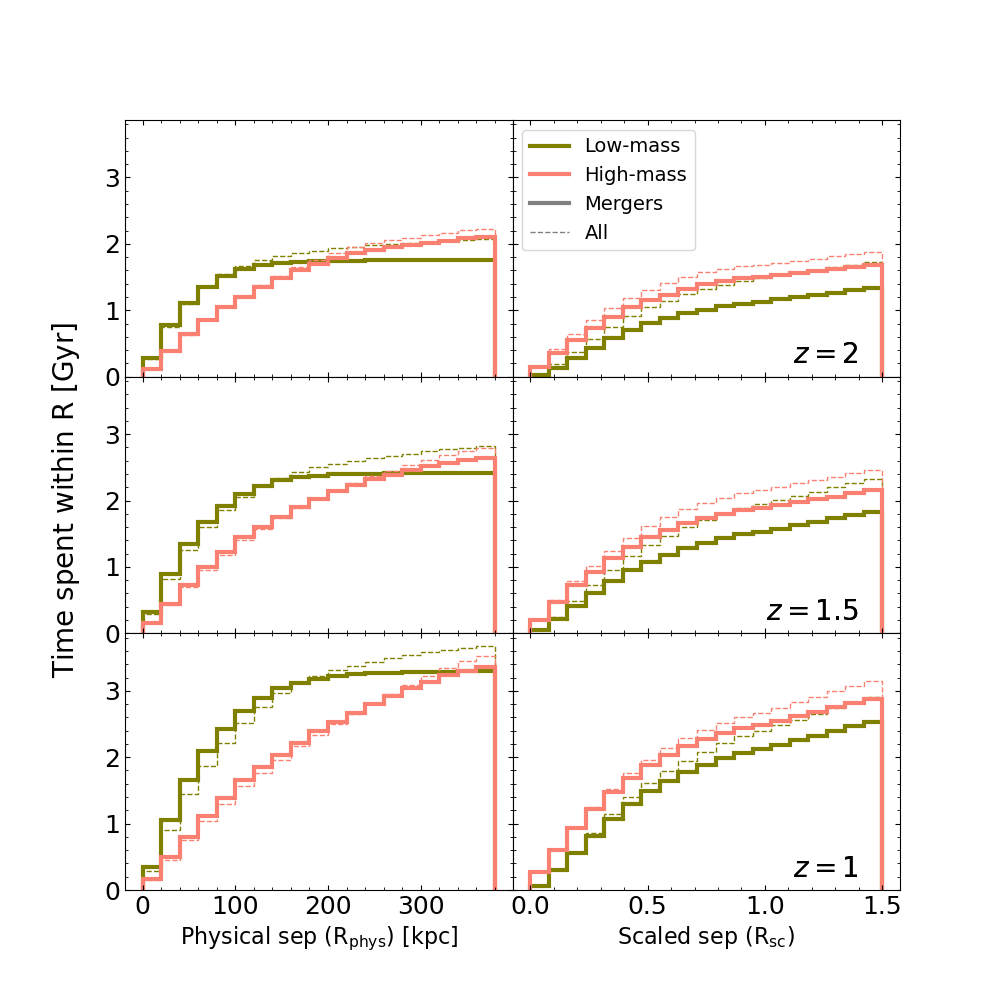 Time spent within R [Gyr]
3
2
1
0
Low-mass
High-mass
Mergers
All
z = 2
3
2
1
0
z = 1.5
3
2
1
0
z = 1
0 100 200 300
0.0 0.5 1.0 1.5
Physical sep (Rphys) [kpc]
Scaled sep (Rsc)